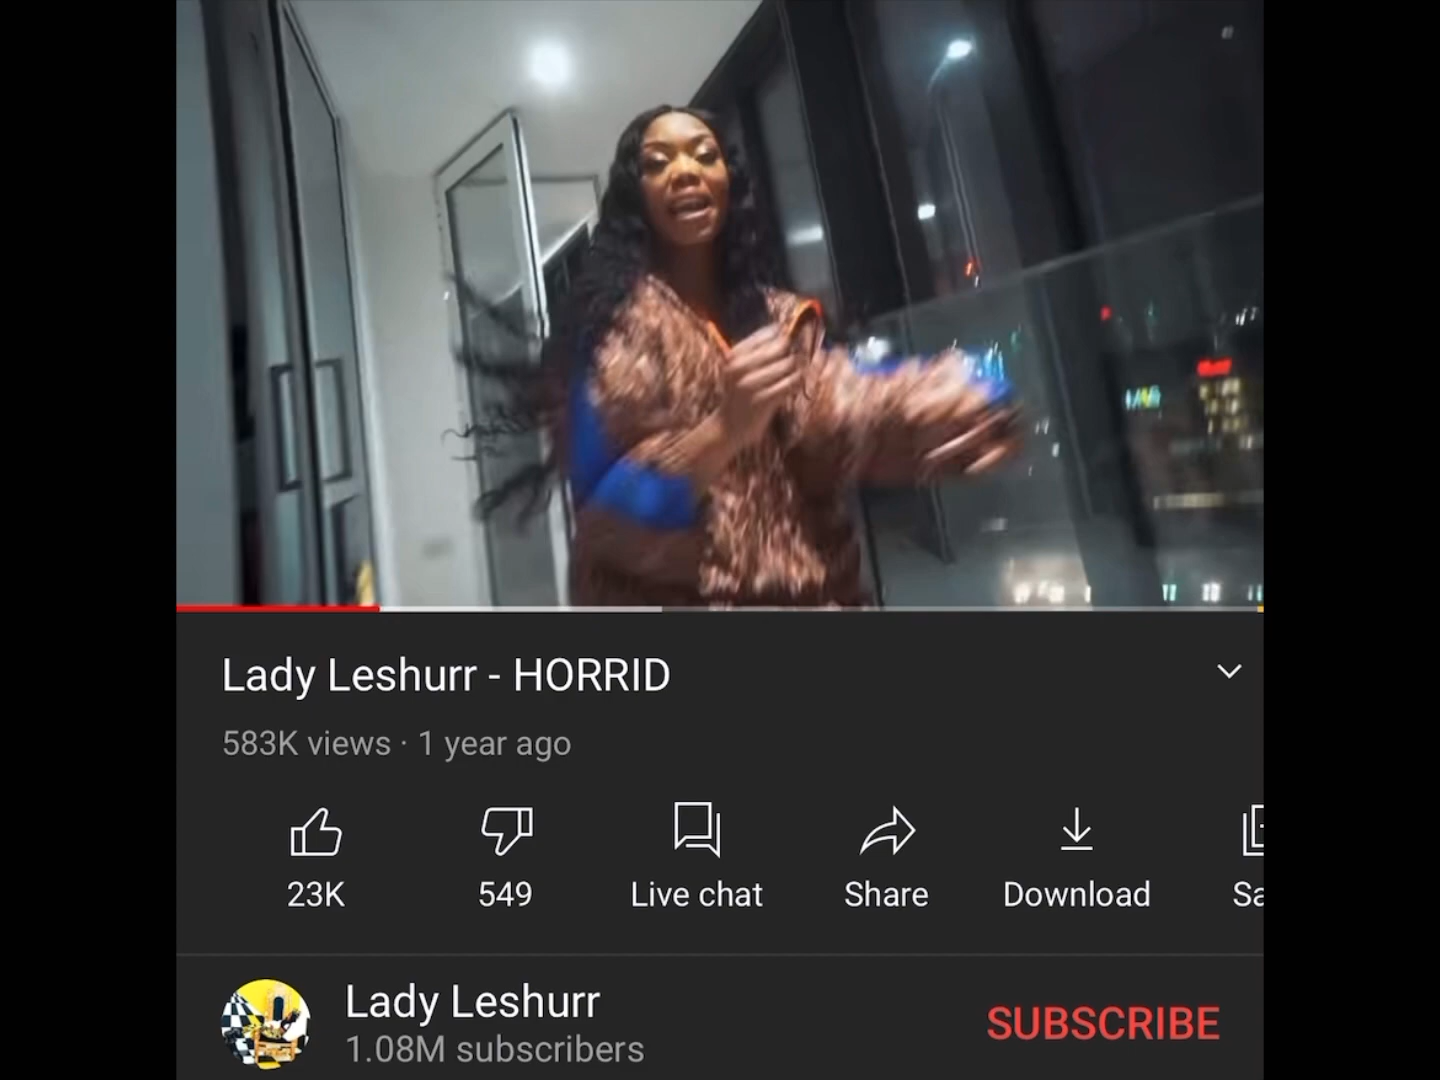 Lady Leshurr - HORRID
583K views · 1 year ago
23K
549
Live chat
Share
Download
Sa
Lady Leshurr
1.08M subscribers
SUBSCRIBE